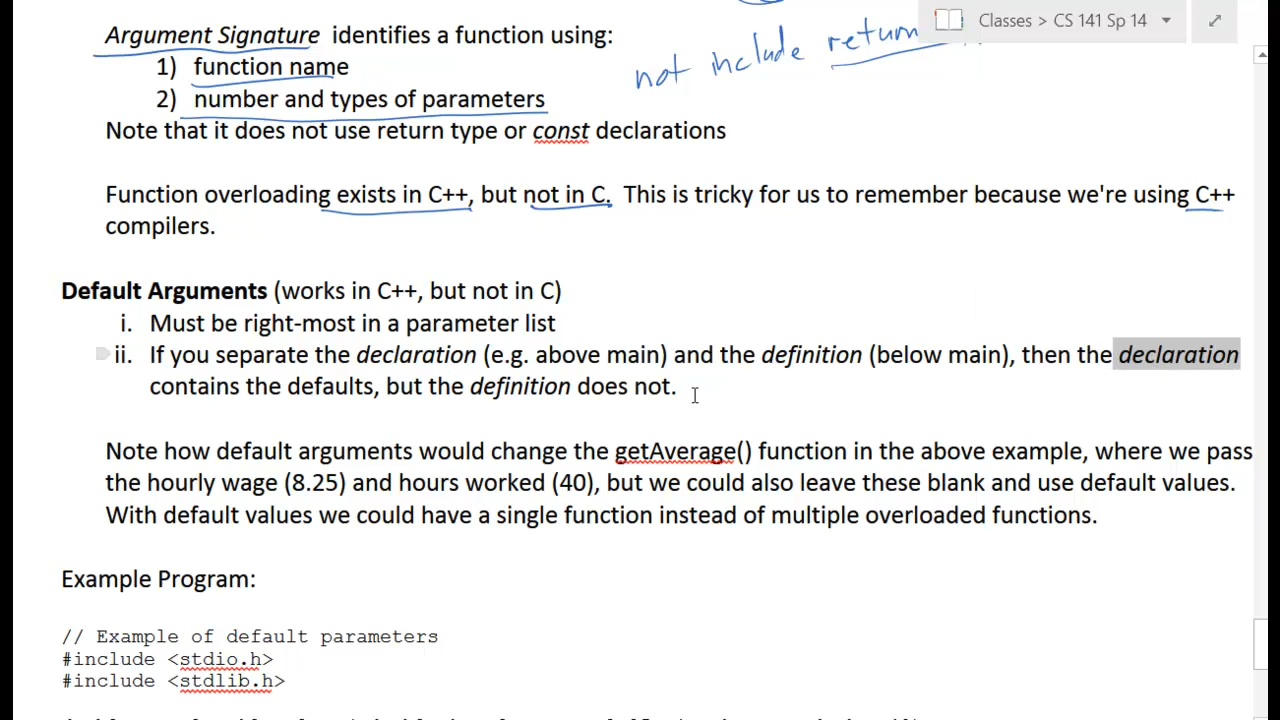 Classes > CS 141 Sp 14
Argument Signature identifies a function using:
not include return
1) function name
2) number and types of parameters
Note that it does not use return type or const declarations
Function overloading exists in C++, but not in C. This is tricky for us to remember because we're using C++
compilers.
Default Arguments (works in C++, but not in C)
i. Must be right-most in a parameter list
ii. If you separate the declaration (e.g. above main) and the definition (below main), then the declaration
contains the defaults, but the definition does not.
Note how default arguments would change the getAverage() function in the above example, where we pass
the hourly wage (8.25) and hours worked (40), but we could also leave these blank and use default values.
With default values we could have a single function instead of multiple overloaded functions.
Example Program:
// Example of default parameters
#include <stdio.h>
#include <stdlib.h>